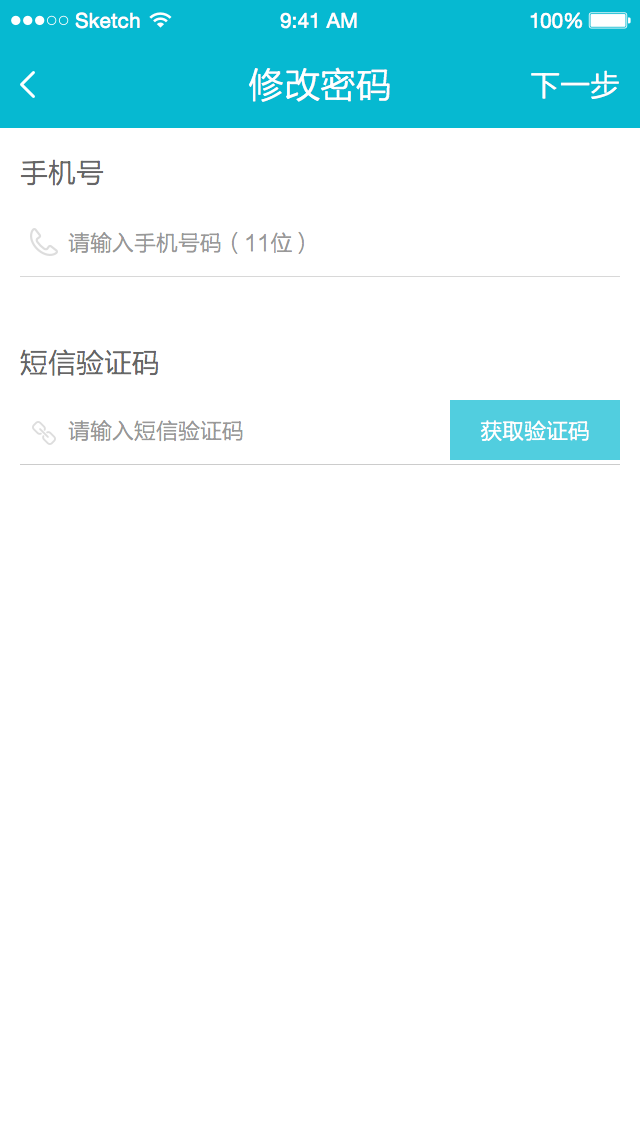 Sketch 9:41 AM 100%
修改密码 下一步
手机号
请输入手机号码（11位）
短信验证码
请输入短信验证码 获取验证码